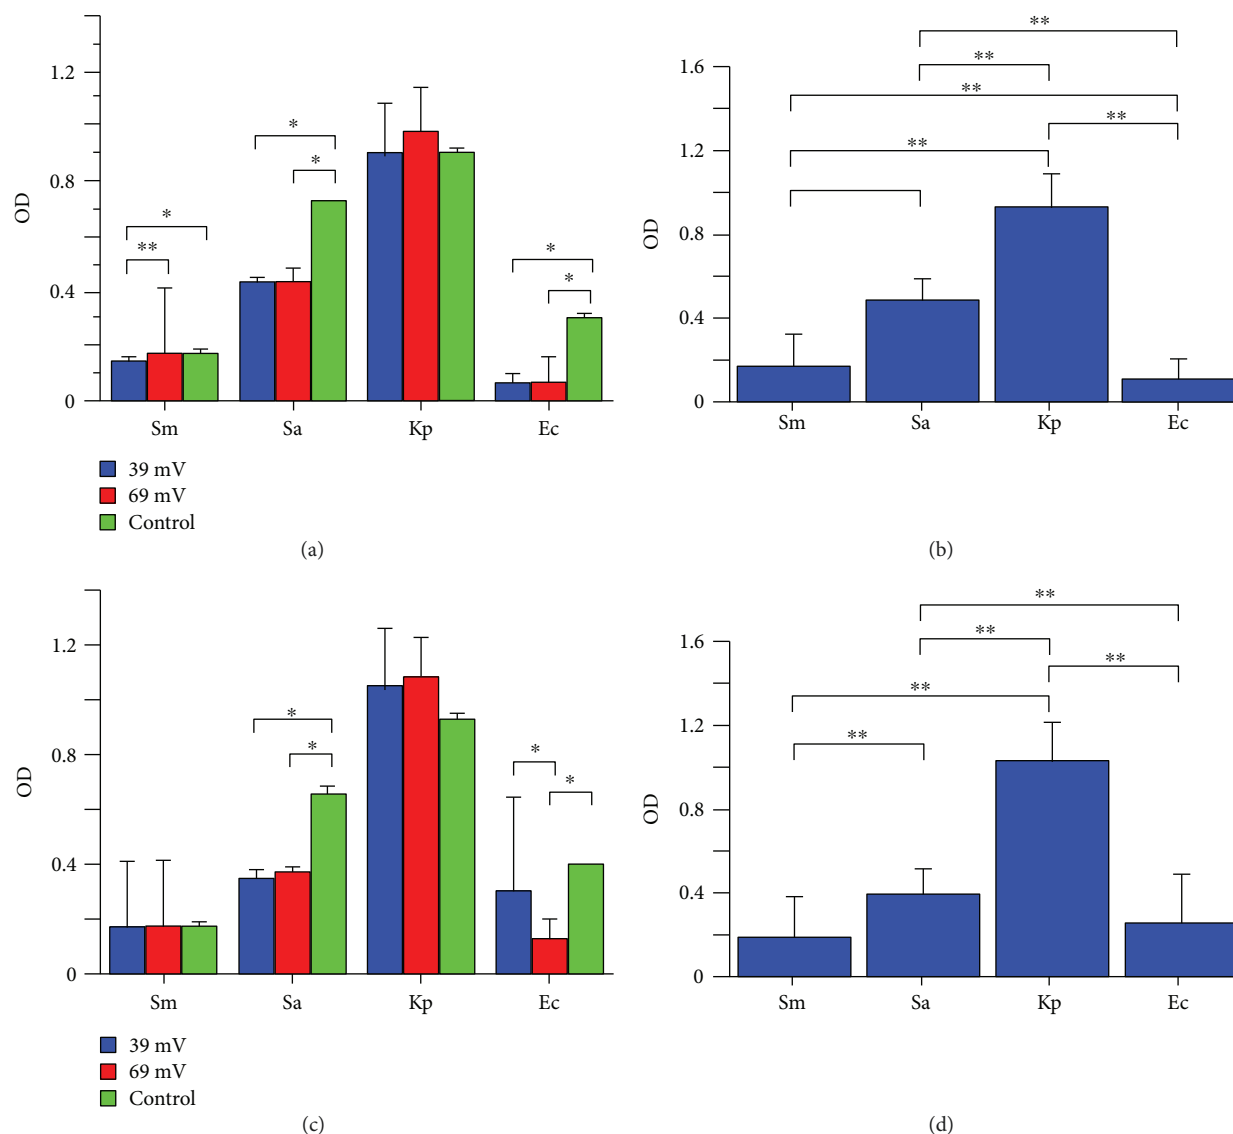 OD
1.2
0.8
0.4
0
*
**
*
*
*
*
Sm Sa Kp Ec
39 mV
69 mV
Control
(a)
OD
1.6
1.2
0.8
0.4
0
**
**
**
**
**
Sm Sa Kp Ec
(b)
OD
1.2
0.8
0.4
0
*
*
*
*
Sm Sa Kp Ec
39 mV
69 mV
Control
(c)
OD
1.6
1.2
0.8
0.4
0
**
**
**
**
**
Sm Sa Kp Ec
(d)